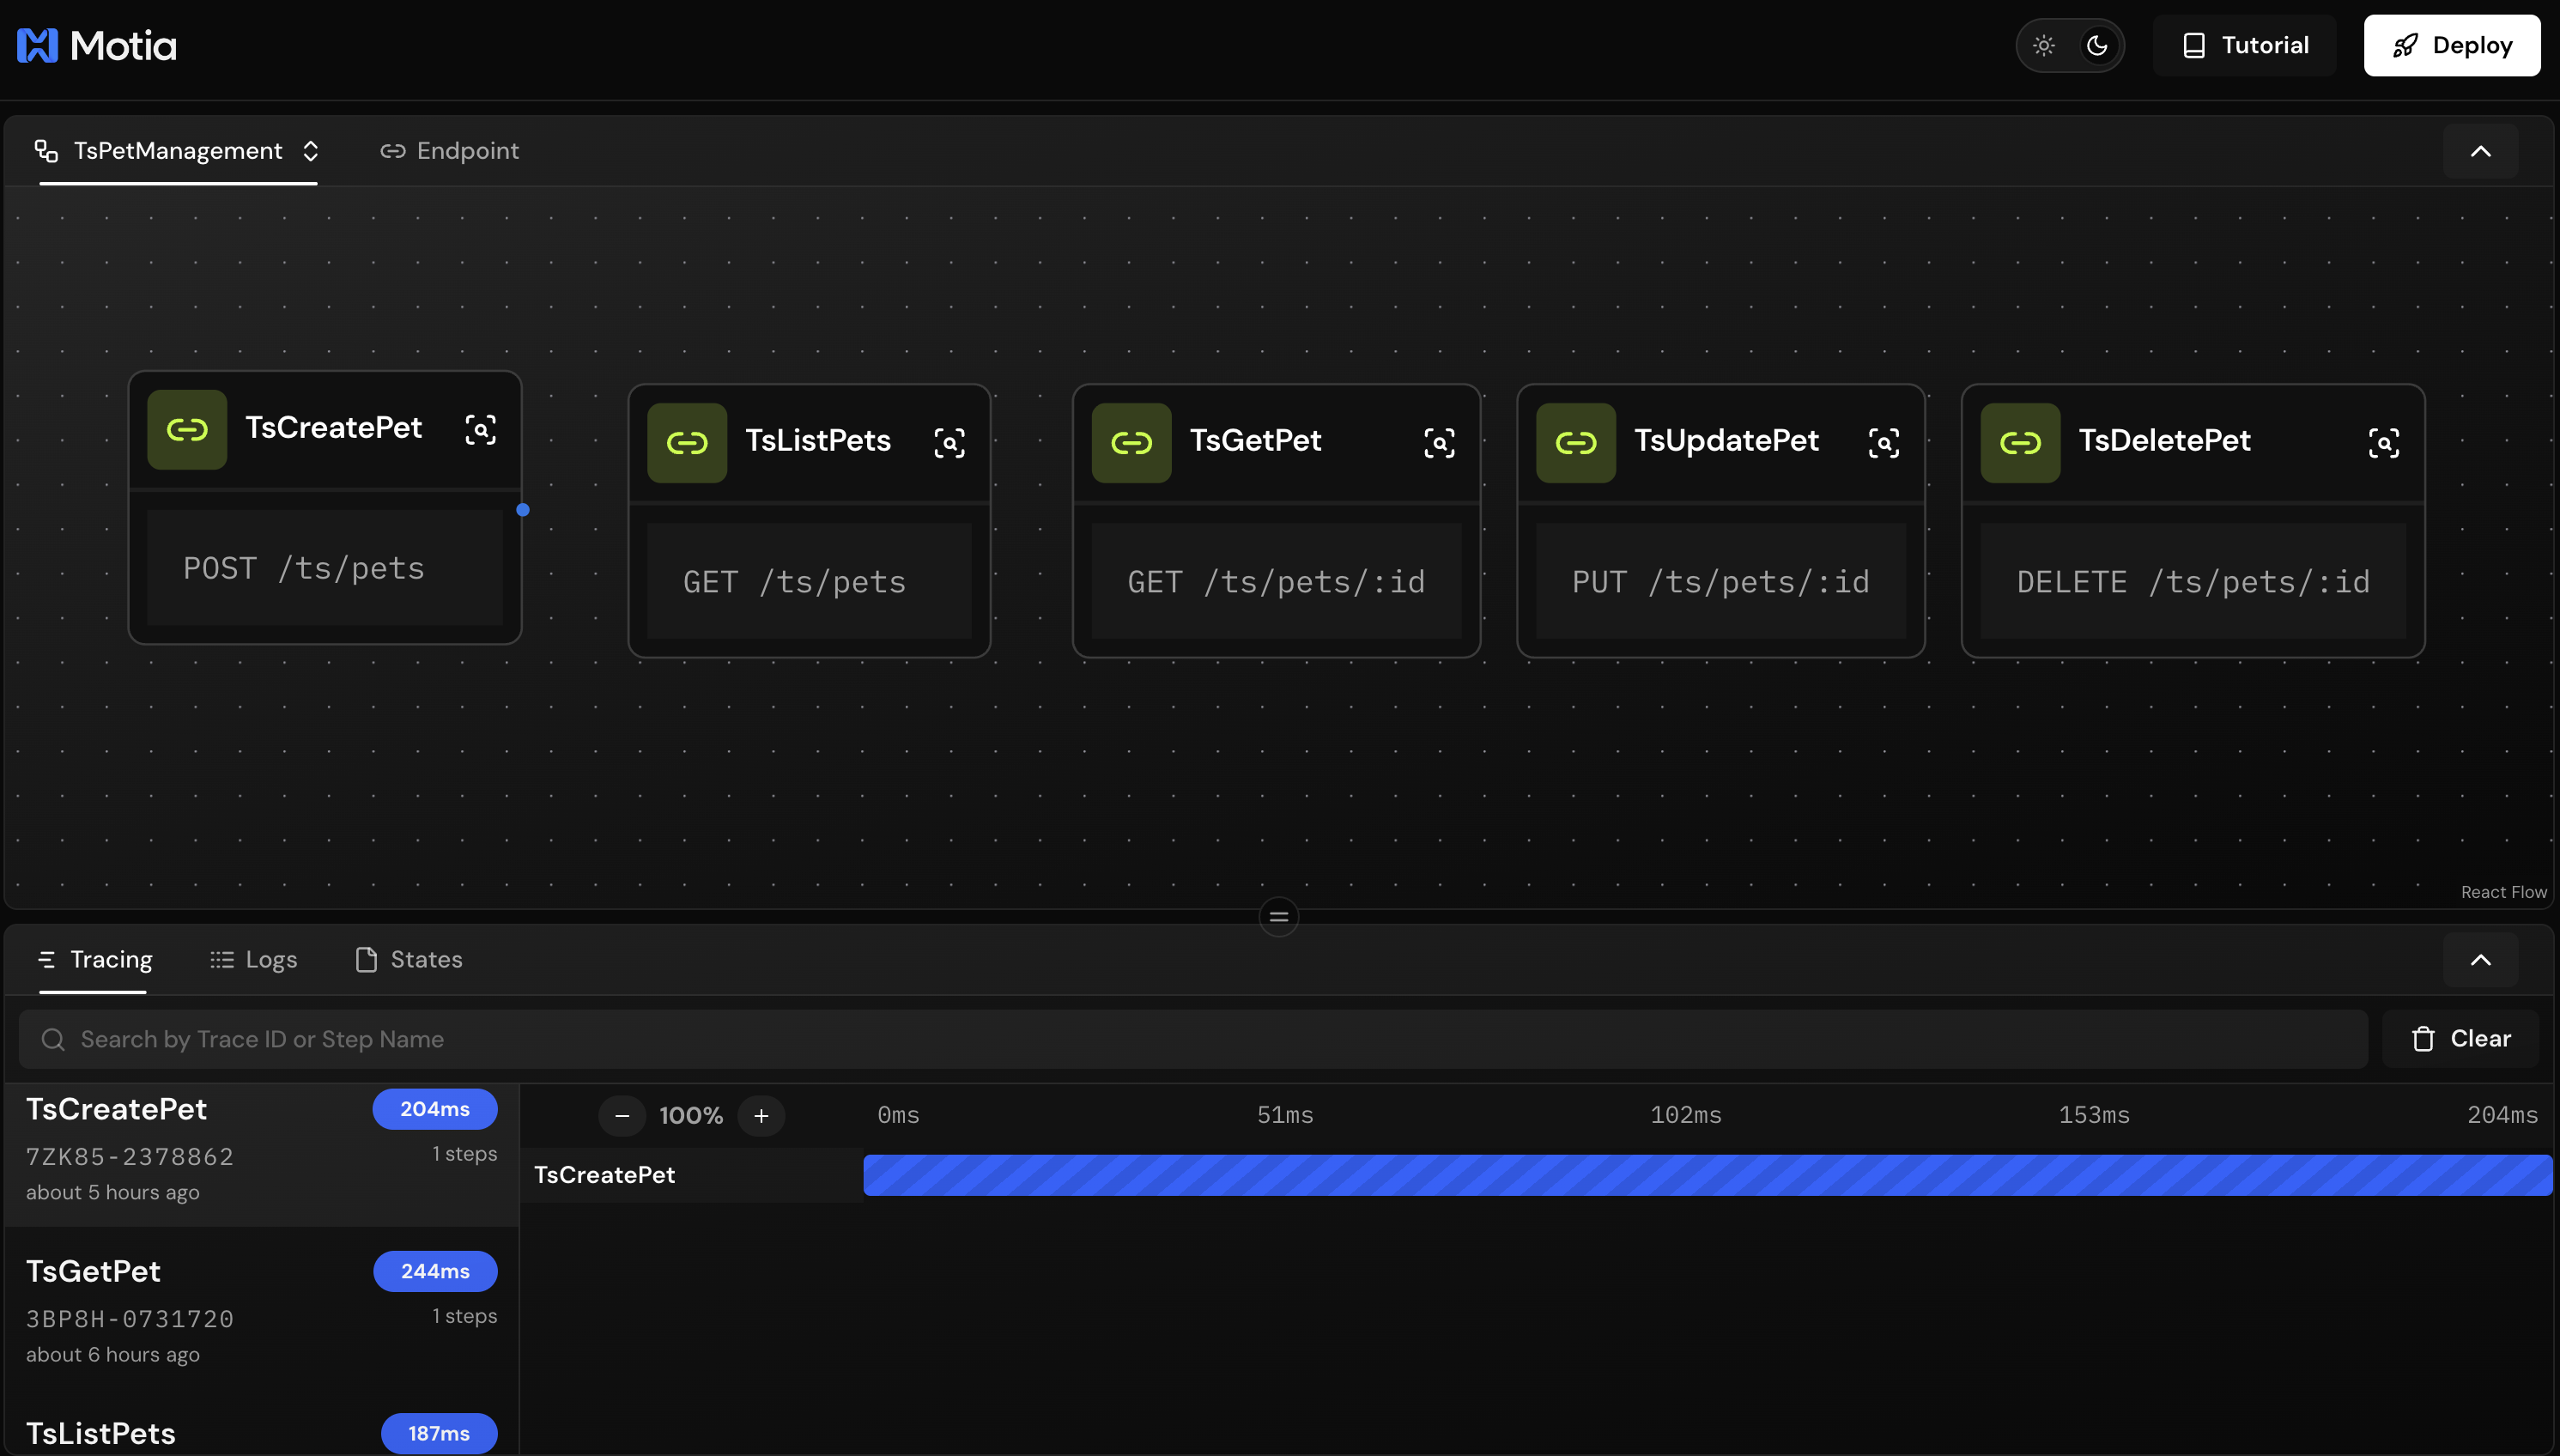 Motia
Tutorial
Deploy
TsPetManagement
Endpoint
TsCreatePet
POST /ts/pets
TsListPets
GET /ts/pets
TsGetPet
GET /ts/pets/:id
TsUpdatePet
PUT /ts/pets/:id
TsDeletePet
DELETE /ts/pets/:id
React Flow
Tracing
Logs
States
Search by Trace ID or Step Name
Clear
TsCreatePet 204ms
7ZK85-2378862 1 steps
about 5 hours ago
TsGetPet 244ms
3BP8H-0731720 1 steps
about 6 hours ago
TsListPets 187ms
100% 0ms 51ms 102ms 153ms 204ms
TsCreatePet